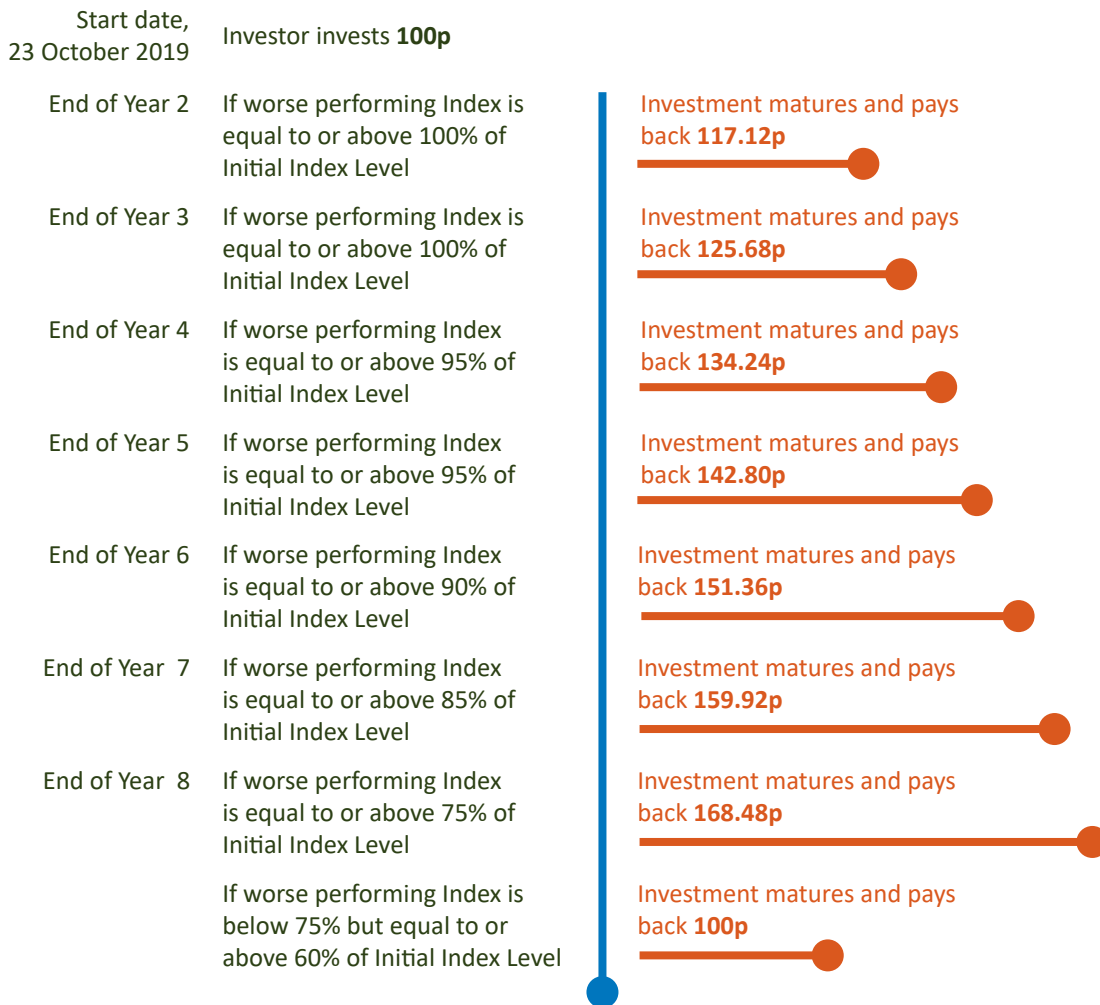 Start date,
23 October 2019
Investor invests 100p
End of Year 2
If worse performing Index is
equal to or above 100% of
Initial Index Level
Investment matures and pays
back 117.12p
End of Year 3
If worse performing Index is
equal to or above 100% of
Initial Index Level
Investment matures and pays
back 125.68p
End of Year 4
If worse performing Index
is equal to or above 95% of
Initial Index Level
Investment matures and pays
back 134.24p
End of Year 5
If worse performing Index
is equal to or above 95% of
Initial Index Level
Investment matures and pays
back 142.80p
End of Year 6
If worse performing Index
is equal to or above 90% of
Initial Index Level
Investment matures and pays
back 151.36p
End of Year 7
If worse performing Index
is equal to or above 85% of
Initial Index Level
Investment matures and pays
back 159.92p
End of Year 8
If worse performing Index
is equal to or above 75% of
Initial Index Level
Investment matures and pays
back 168.48p
If worse performing Index is
below 75% but equal to or
above 60% of Initial Index Level
Investment matures and pays
back 100p